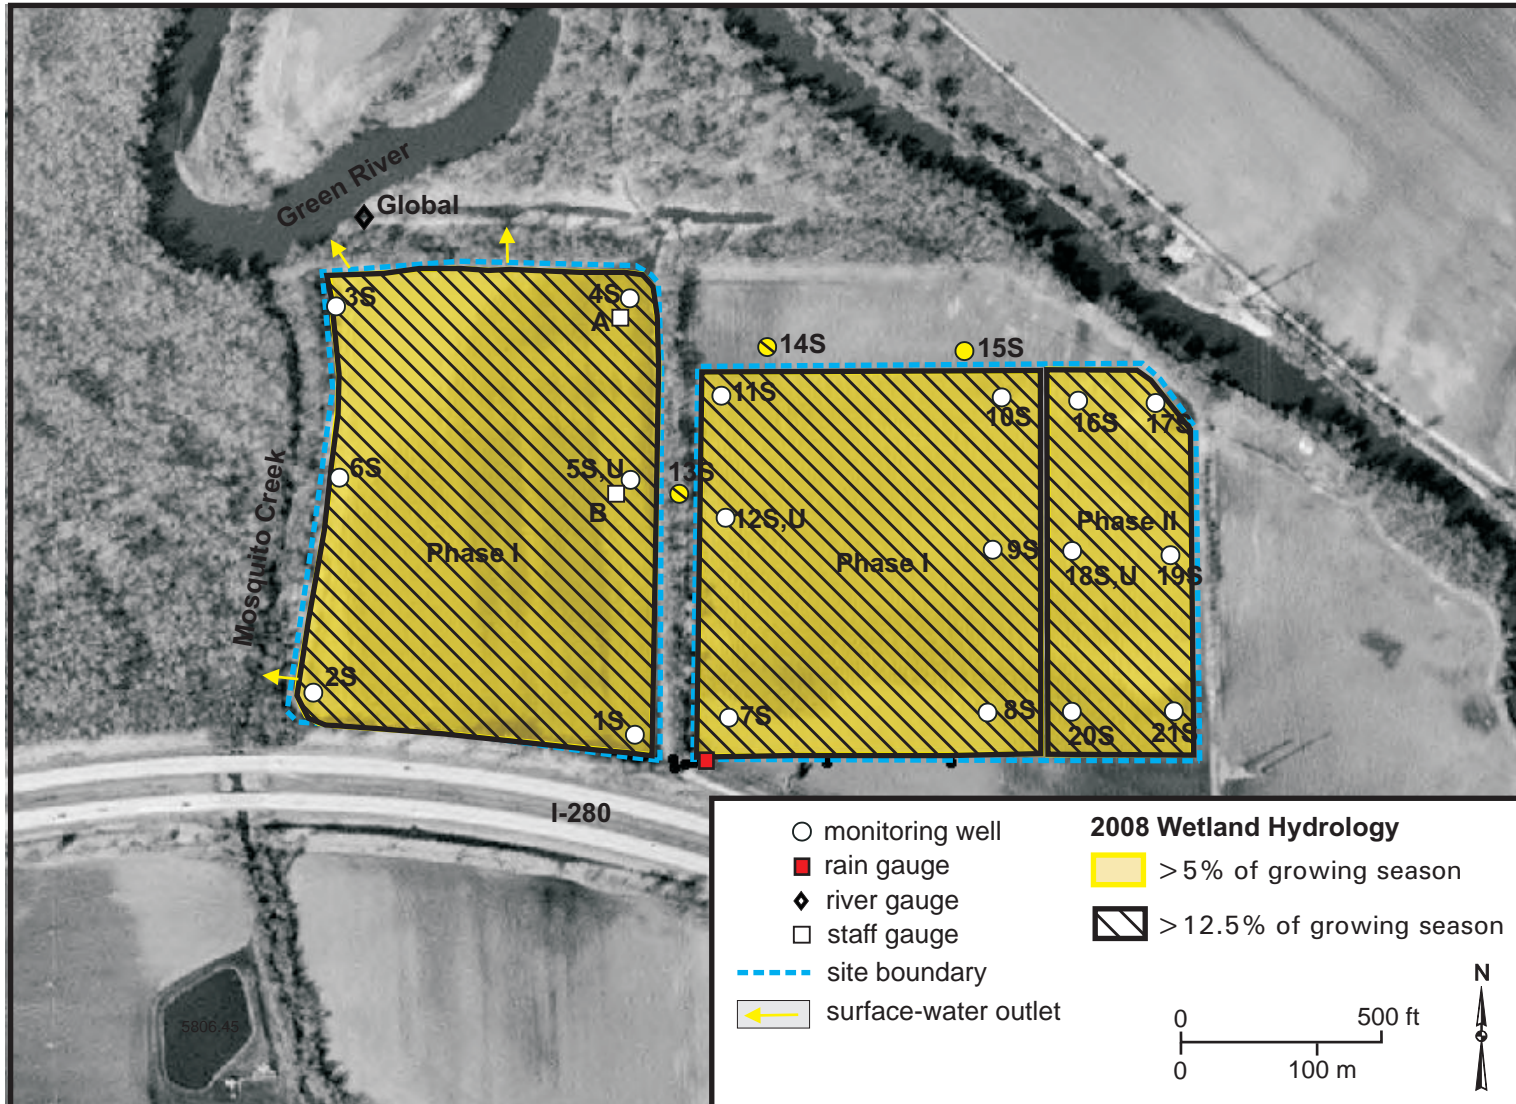 Green River
Global
3S
4S
A
14S
15S
11S
10S
16S
17S
6S
5S,U
B
13S
12S,U
9S
Phase II
18S,U
19S
Phase I
Phase I
Mosquito Creek
2S
1S
7S
8S
20S
21S
I-280
5806.45
monitoring well
rain gauge
river gauge
staff gauge
site boundary
surface-water outlet
2008 Wetland Hydrology
>5% of growing season
>12.5% of growing season
N
0 500 ft
0 100 m